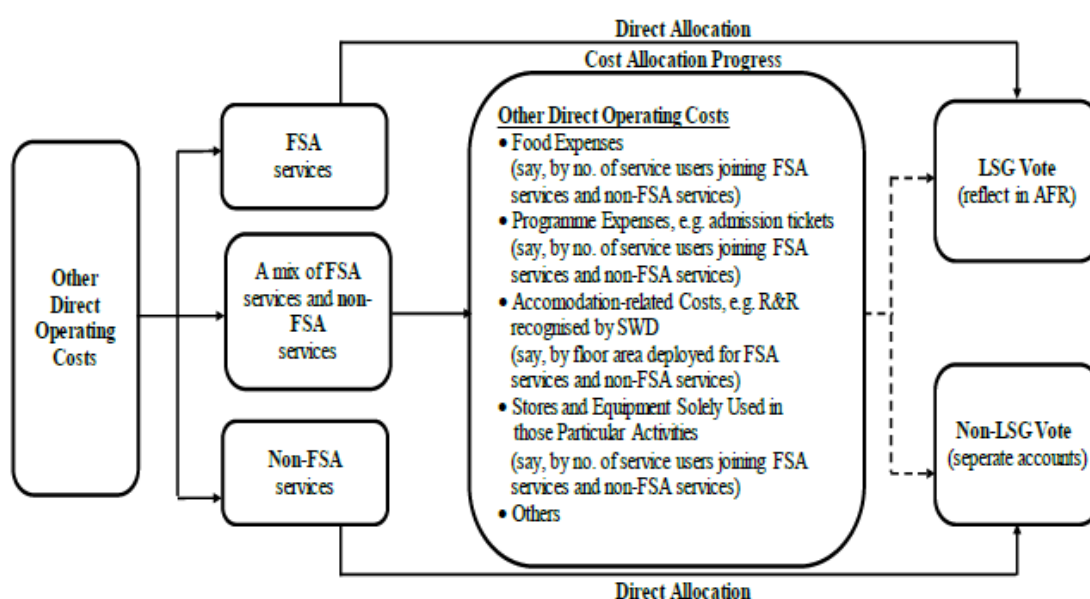 Direct Allocation
Cost Allocation Progress
Other
Direct
Operating
Costs
FSA
services
A mix of FSA
services and non-
FSA
services
Non-FSA
services
Other Direct Operating Costs
• Food Expenses
(say, by no. of service users joining FSA
services and non-FSA services)
• Programme Expenses, e.g. admission tickets
(say, by no. of service users joining FSA
services and non-FSA services)
• Accomodation-related Costs, e.g. R&R
recognised by SWD
(say, by floor area deployed for FSA
services and non-FSA services)
• Stores and Equipment Solely Used in
those Particular Activities
(say, by no. of service users joining FSA
services and non-FSA services)
• Others
LSG Vote
(reflect in AFR)
Non-LSG Vote
(seperate accounts)
Direct Allocation